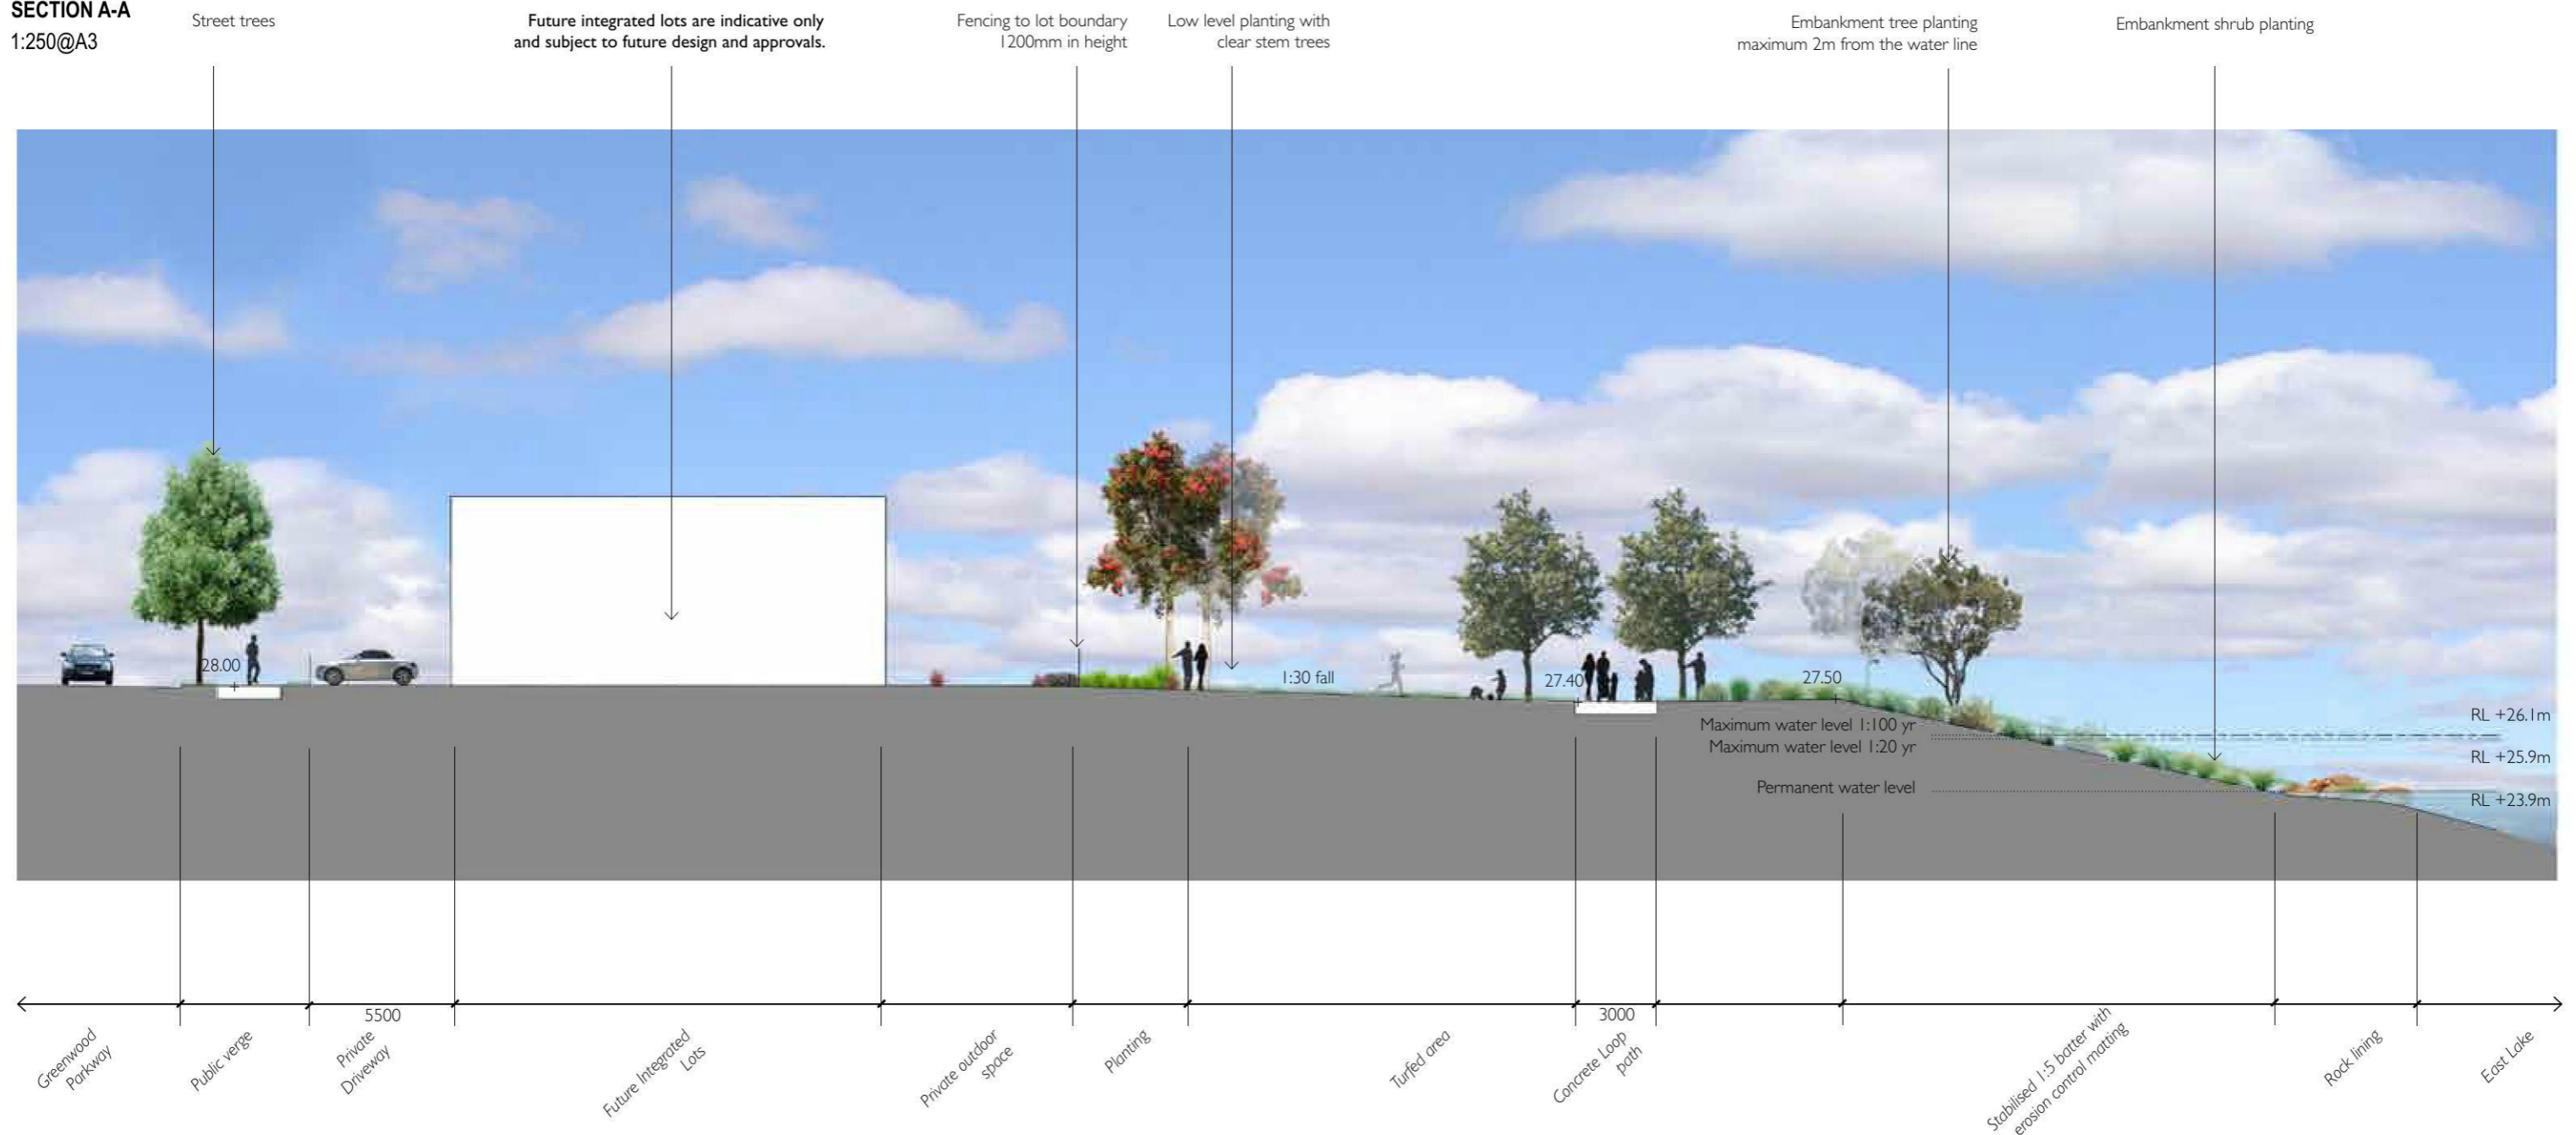 SECTION A-A
1:250@A3
Street trees
Future integrated lots are indicative only
and subject to future design and approvals.
Fencing to lot boundary
1200mm in height
Low level planting with
clear stem trees
Embankment tree planting
maximum 2m from the water line
Embankment shrub planting
28.00
1:30 fall
27.40
27.50
Maximum water level 1:100 yr
Maximum water level 1:20 yr
Permanent water level
RL +26.1m
RL +25.9m
RL +23.9m
5500
3000
Greenwood
Parkway
Public verge
Private
Driveway
Future Integrated
Lots
Private outdoor
space
Planting
Turfed area
Concrete Loop
path
Stabilised 1:5 batter with
erosion control matting
Rock lining
East Lake